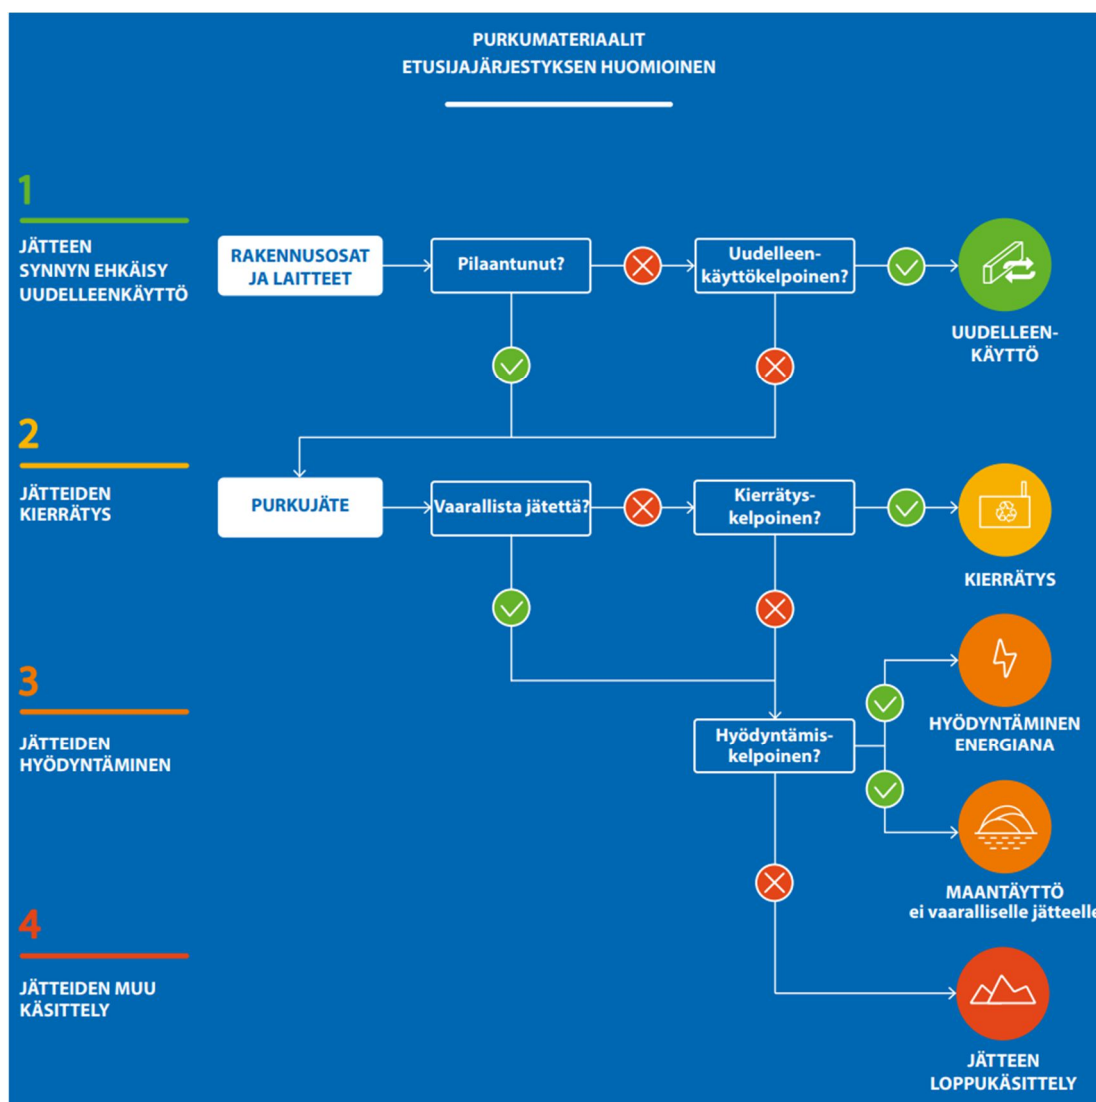 PURKUMATERIAALIT
ETUSIJAJÄRJESTYKSEN HUOMIOINEN
1
JÄTTEEN
SYNNYN EHKÄISY
UUDELLEENKÄYTTÖ
RAKENNUSOSAT
JA LAITTEET
Pilaantunut?
Uudelleen-
käyttökelpoinen?
UUDELLEEN-
KÄYTTÖ
2
JÄTTEIDEN
KIERRÄTYS
PURKUJÄTE
Vaarallista jätettä?
Kierrätys-
kelpoinen?
KIERRÄTYS
3
JÄTTEIDEN
HYÖDYNTÄMINEN
Hyödyntämis-
kelpoinen?
HYÖDYNTÄMINEN
ENERGIANA
MAANTÄYTTÖ
ei vaaralliselle jätteelle
4
JÄTTEIDEN MUU
KÄSITTELY
JÄTTEEN
LOPPUKÄSITTELY